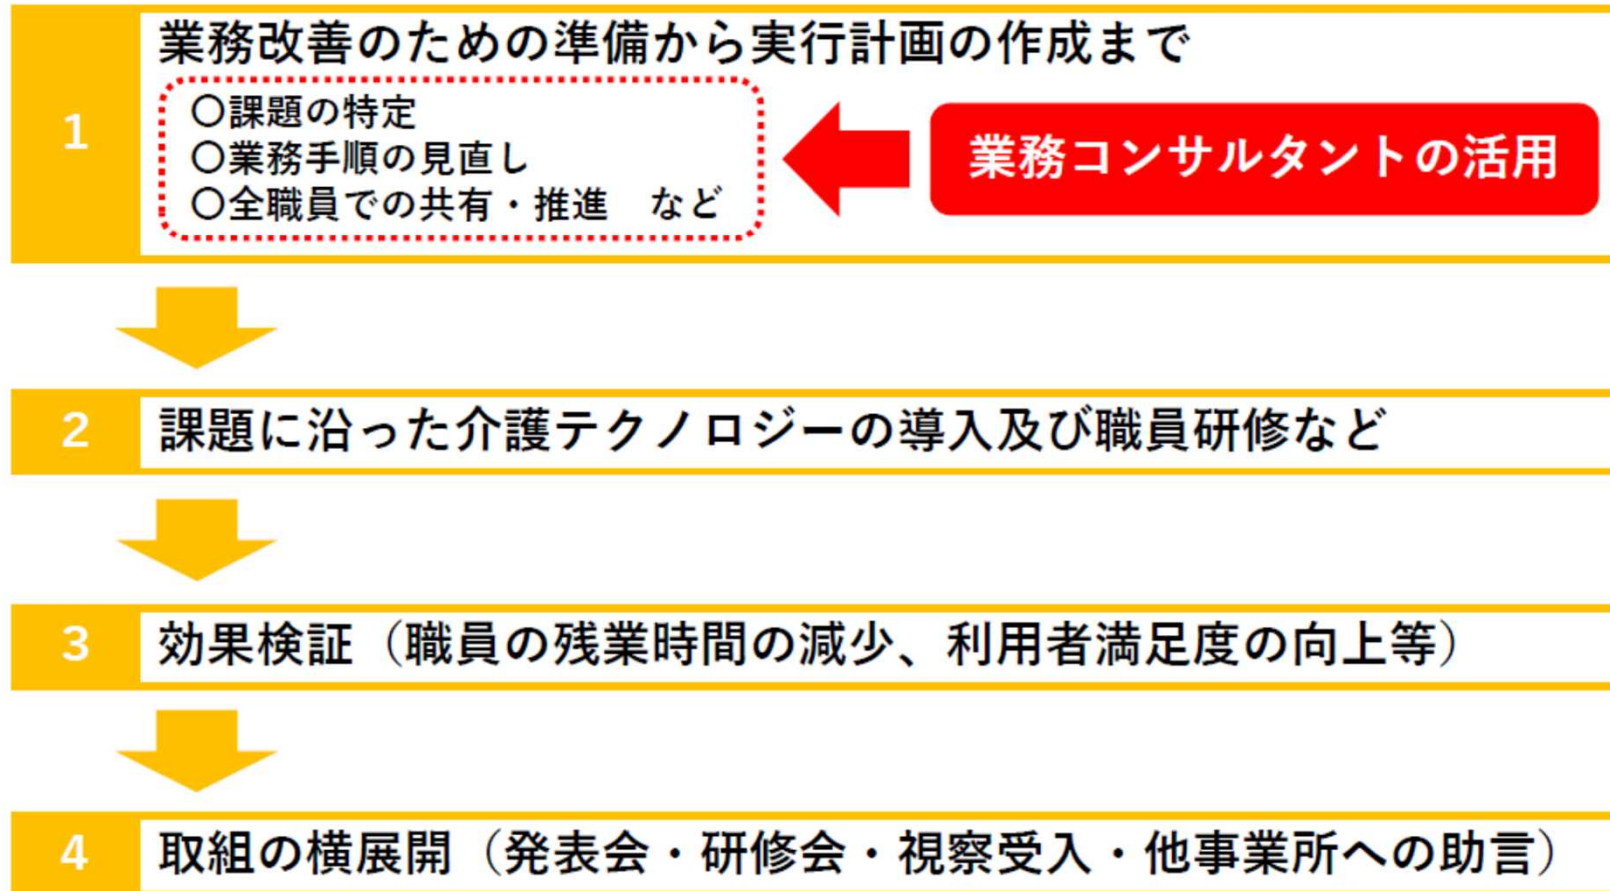 1
業務改善のための準備から実行計画の作成まで
〇課題の特定
〇業務手順の見直し
〇全職員での共有・推進　など
業務コンサルタントの活用
2
課題に沿った介護テクノロジーの導入及び職員研修など
3
効果検証（職員の残業時間の減少、利用者満足度の向上等）
4
取組の横展開（発表会・研修会・視察受入・他事業所への助言）